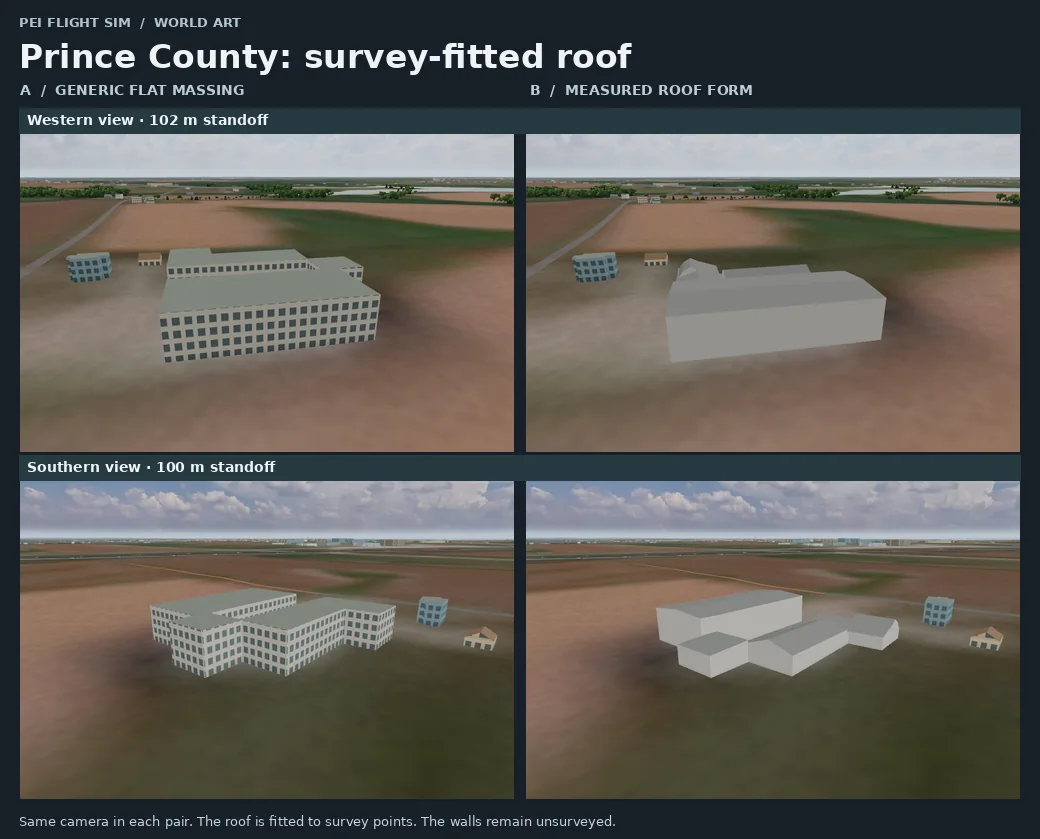 PEI FLIGHT SIM / WORLD ART
Prince County: survey-fitted roof
A / GENERIC FLAT MASSING
B / MEASURED ROOF FORM
Western view · 102 m standoff
Southern view · 100 m standoff
Same camera in each pair. The roof is fitted to survey points. The walls remain unsurveyed.